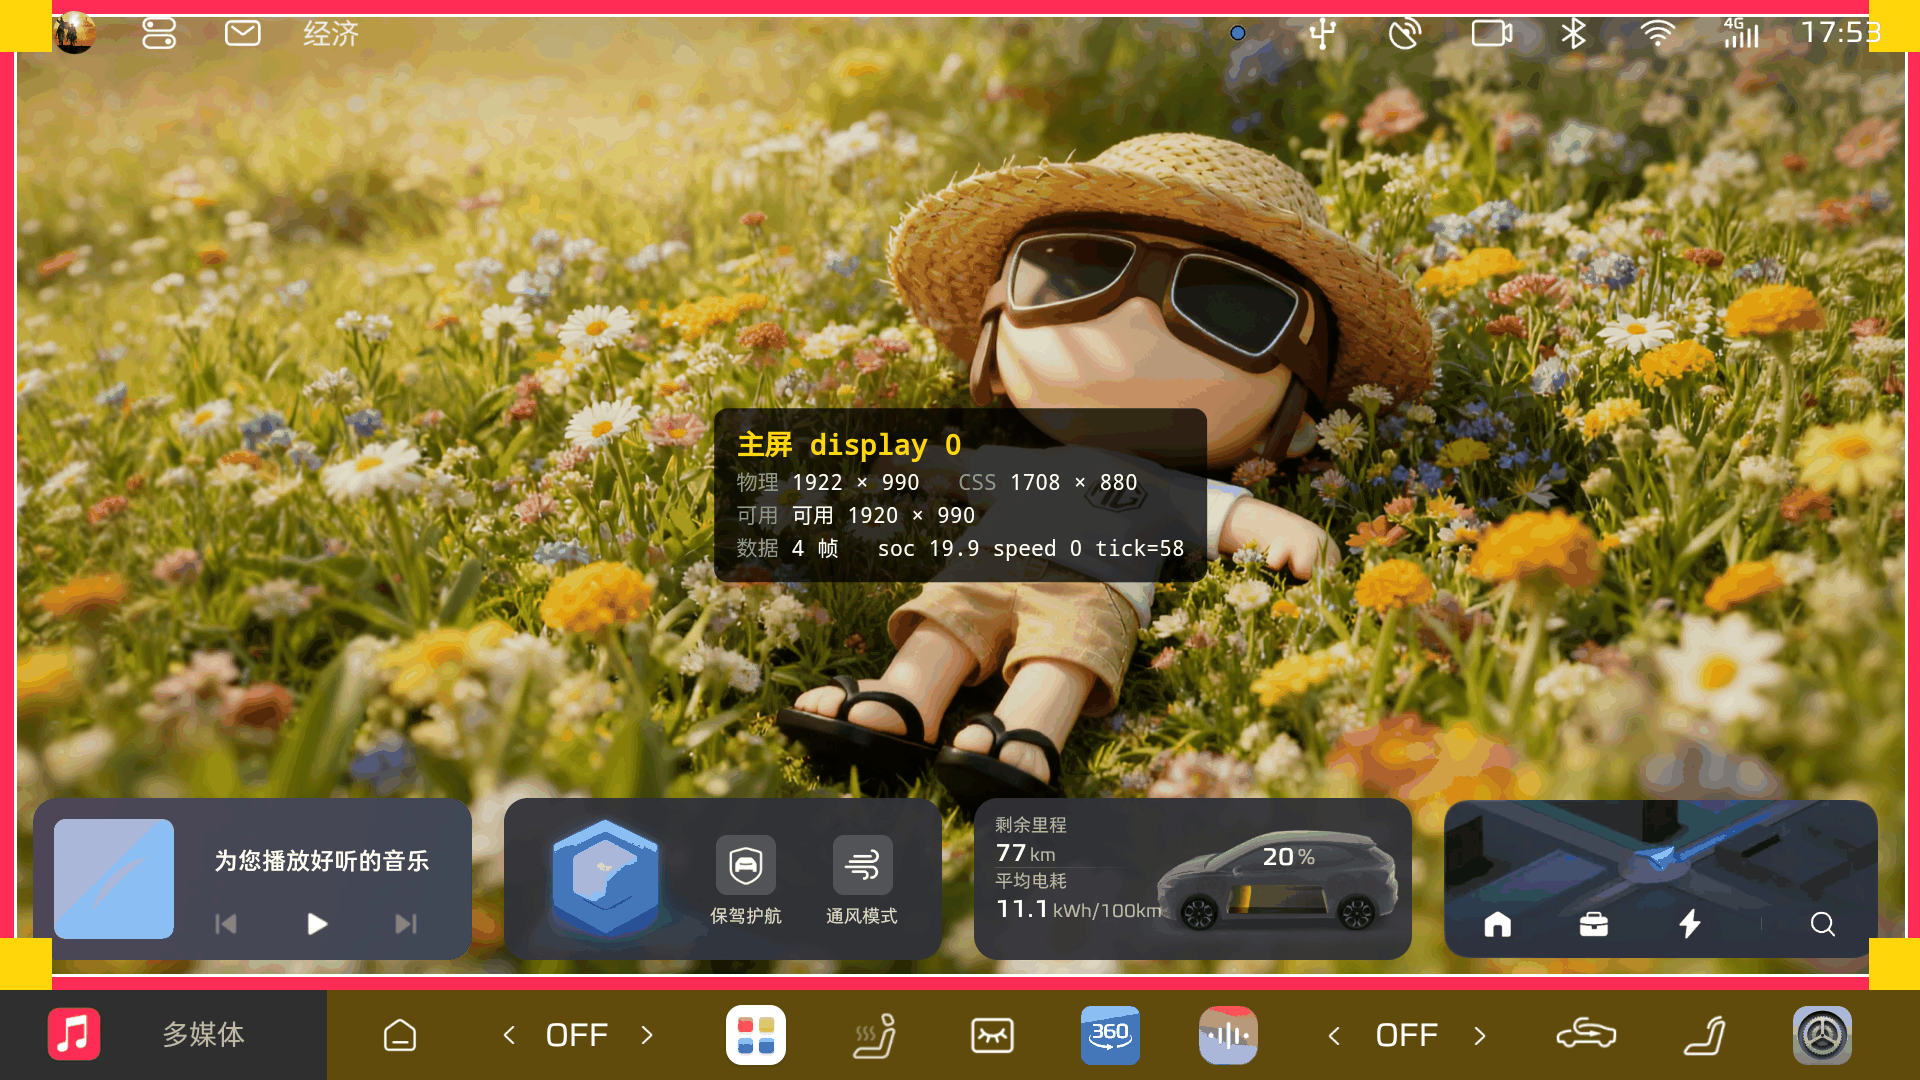 经济
4G
17:53
主屏 display 0
物理 1922 × 990 CSS 1708 × 880
可用 可用 1920 × 990
数据 4 帧 soc 19.9 speed 0 tick=58
MG
为您播放好听的音乐
保驾护航
通风模式
剩余里程
77 km
平均电耗
11.1 kWh/100km
20 %
多媒体
OFF
360
OFF